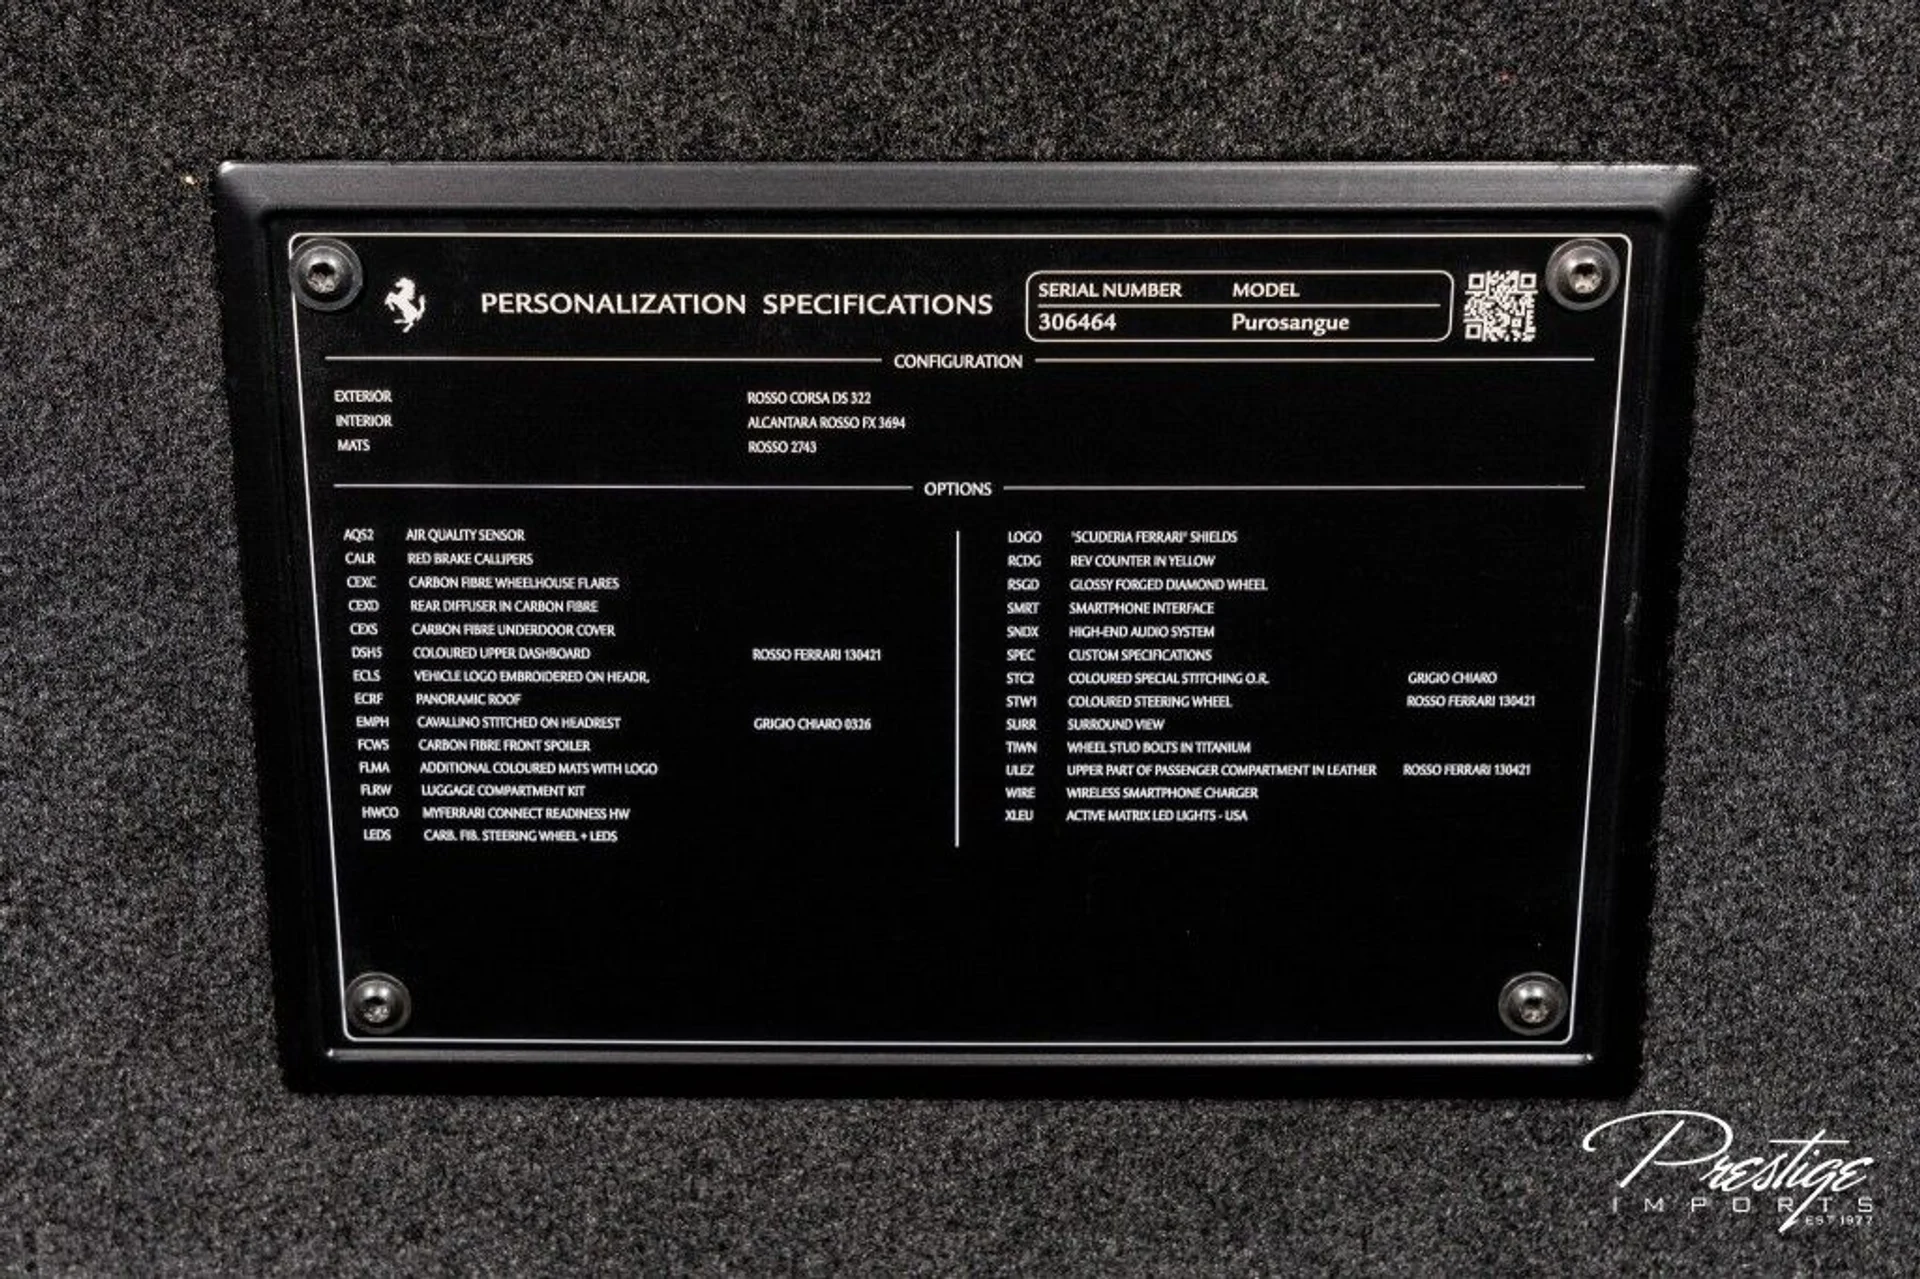 PERSONALIZATION SPECIFICATIONS
SERIAL NUMBER MODEL
306464 Purosangue
CONFIGURATION
EXTERIOR ROSSO CORSA DS 322
INTERIOR ALCANTARA ROSSO FX 3694
MATS ROSSO 2743
OPTIONS
AQS2 AIR QUALITY SENSOR
CALR RED BRAKE CALLIPERS
CEXC CARBON FIBRE WHEELHOUSE FLARES
CEXD REAR DIFFUSER IN CARBON FIBRE
CEXS CARBON FIBRE UNDERDOOR COVER
DSH5 COLOURED UPPER DASHBOARD ROSSO FERRARI 130421
ECLS VEHICLE LOGO EMBROIDERED ON HEADR.
ECRF PANORAMIC ROOF
EMPH CAVALLINO STITCHED ON HEADREST GRIGIO CHIARO 0326
FCWS CARBON FIBRE FRONT SPOILER
FLMA ADDITIONAL COLOURED MATS WITH LOGO
FLRW LUGGAGE COMPARTMENT KIT
HWCO MYFERRARI CONNECT READINESS HW
LEDS CARB. FIB. STEERING WHEEL + LEDS
LOGO "SCUDERIA FERRARI" SHIELDS
RCDG REV COUNTER IN YELLOW
RSGD GLOSSY FORGED DIAMOND WHEEL
SMRT SMARTPHONE INTERFACE
SNDX HIGH-END AUDIO SYSTEM
SPEC CUSTOM SPECIFICATIONS
STC2 COLOURED SPECIAL STITCHING O.R. GRIGIO CHIARO
STW1 COLOURED STEERING WHEEL ROSSO FERRARI 130421
SURR SURROUND VIEW
TIWN WHEEL STUD BOLTS IN TITANIUM
ULEZ UPPER PART OF PASSENGER COMPARTMENT IN LEATHER ROSSO FERRARI 130421
WIRE WIRELESS SMARTPHONE CHARGER
XLEU ACTIVE MATRIX LED LIGHTS - USA
Prestige
IMPORTS
EST 1977